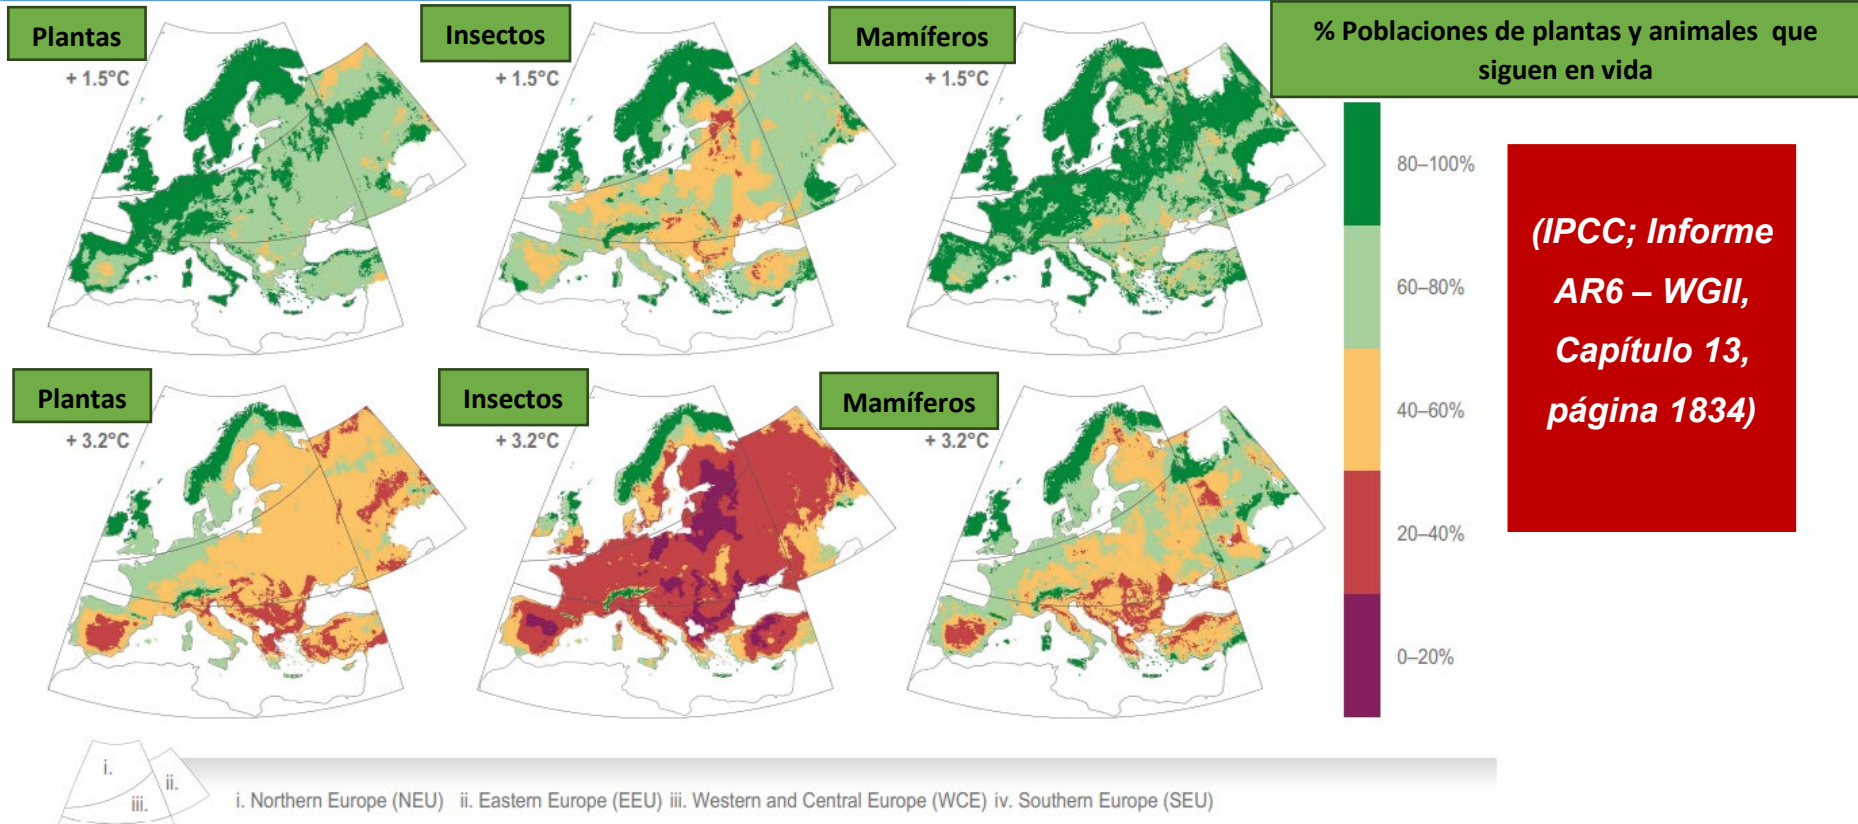 Plantas
+ 1.5°C
Insectos
+ 1.5°C
Mamíferos
+ 1.5°C
% Poblaciones de plantas y animales que
siguen en vida
80–100%
60–80%
40–60%
20–40%
0–20%
(IPCC; Informe
AR6 – WGII,
Capítulo 13,
página 1834)
Plantas
+ 3.2°C
Insectos
+ 3.2°C
Mamíferos
+ 3.2°C
i.
ii.
iii.
i. Northern Europe (NEU) ii. Eastern Europe (EEU) iii. Western and Central Europe (WCE) iv. Southern Europe (SEU)